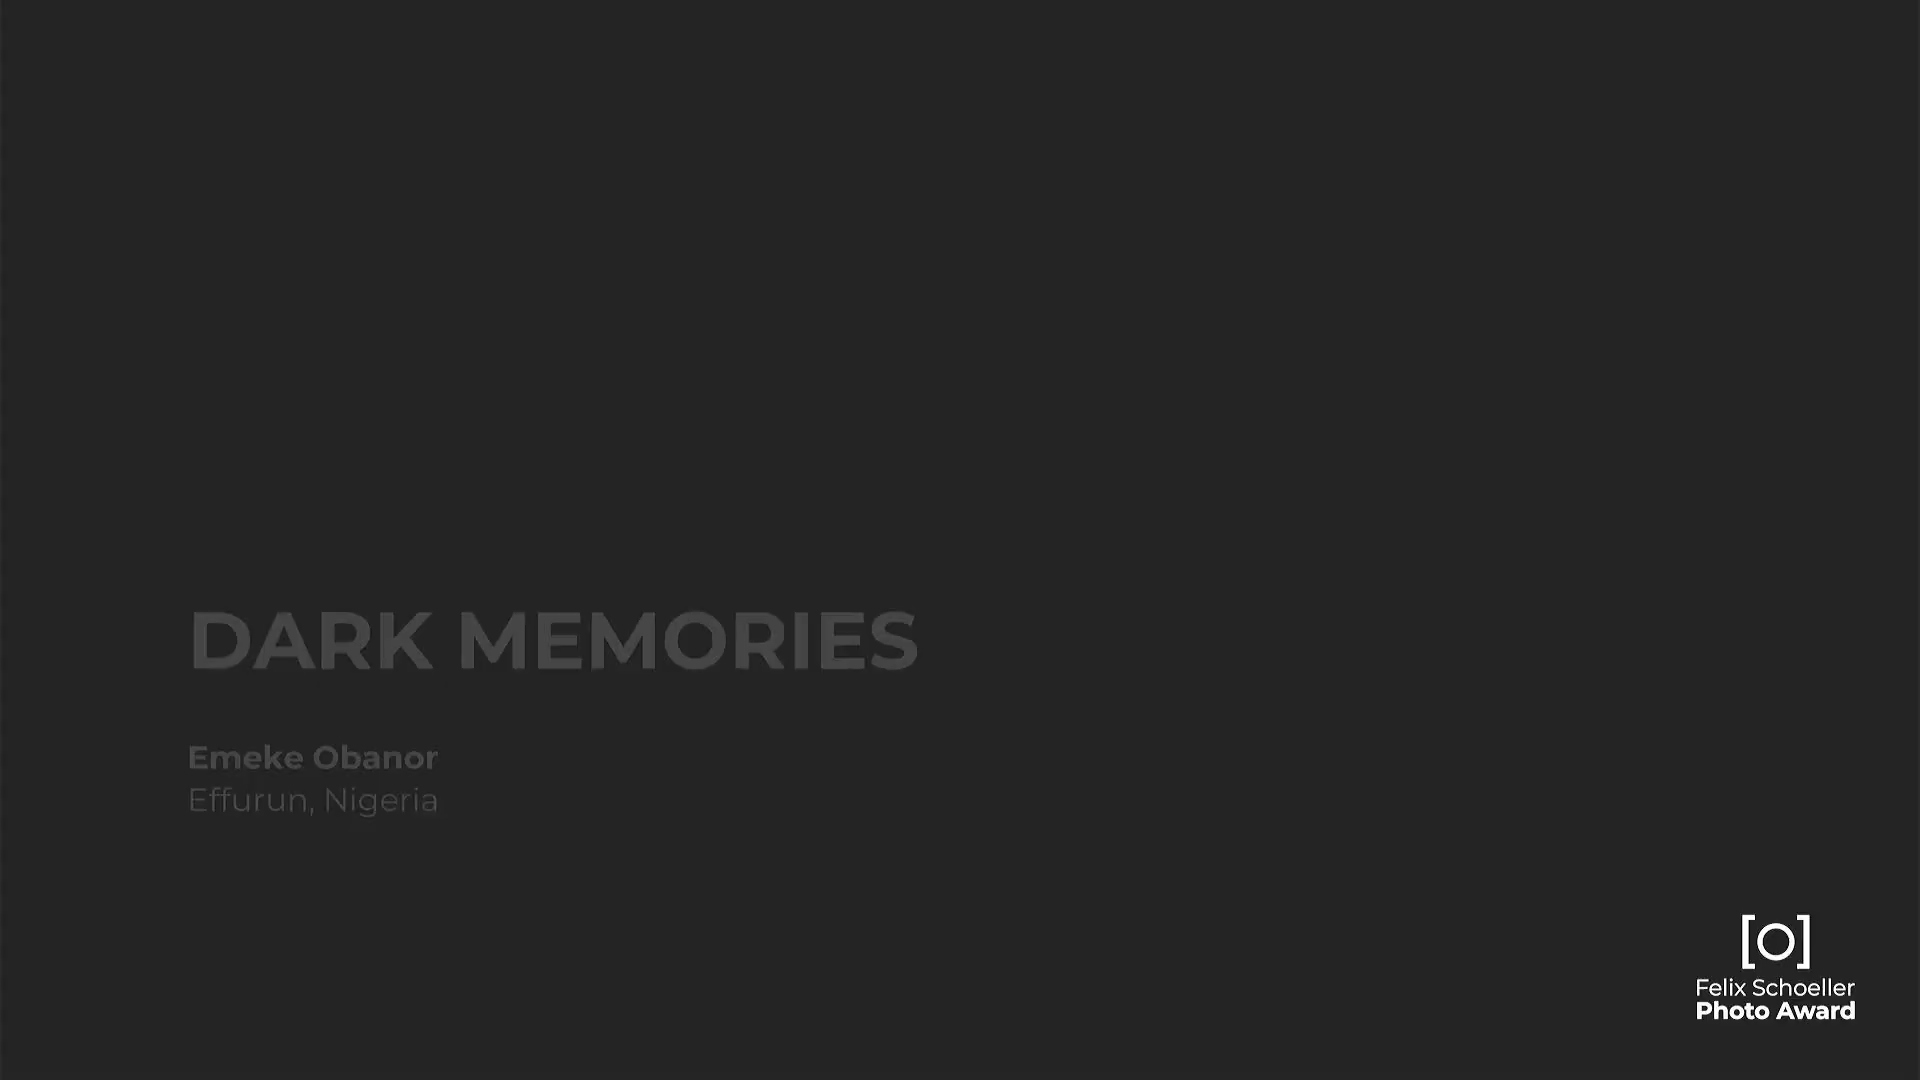 DARK MEMORIES
Emeke Obanor
Effurun, Nigeria
[O]
Felix Schoeller
Photo Award